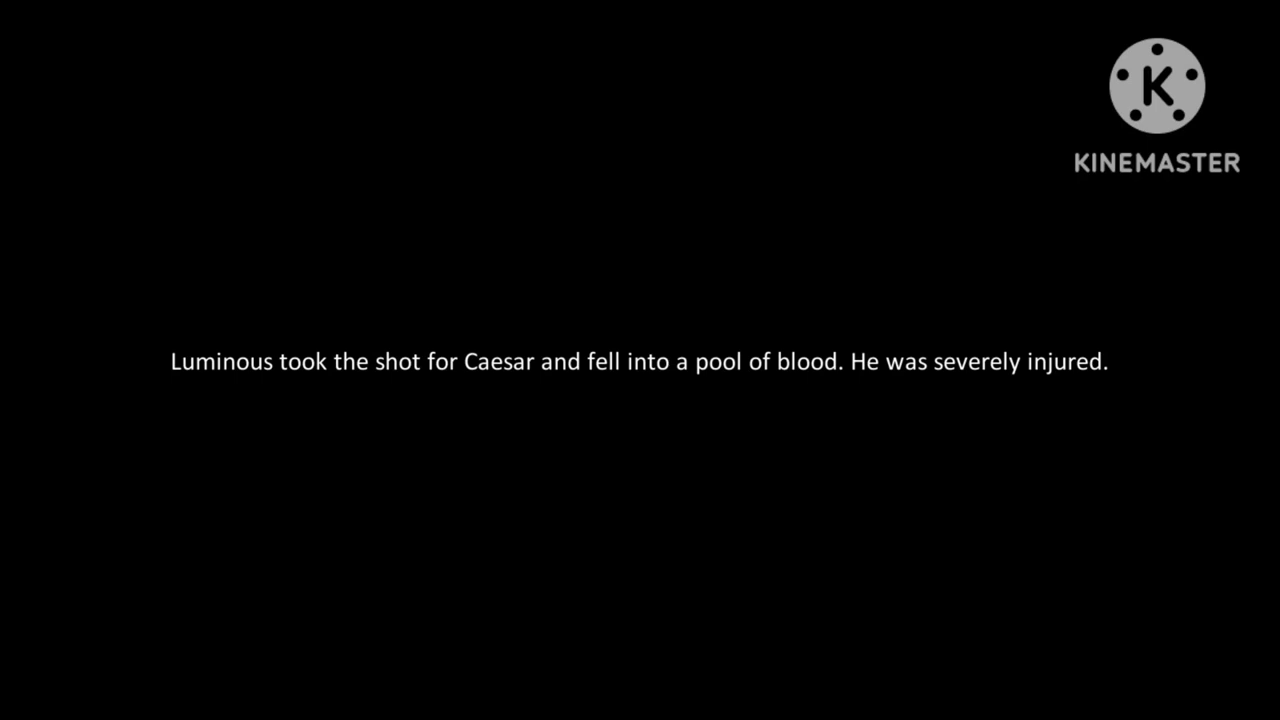 K
KINEMASTER
Luminous took the shot for Caesar and fell into a pool of blood. He was severely injured.